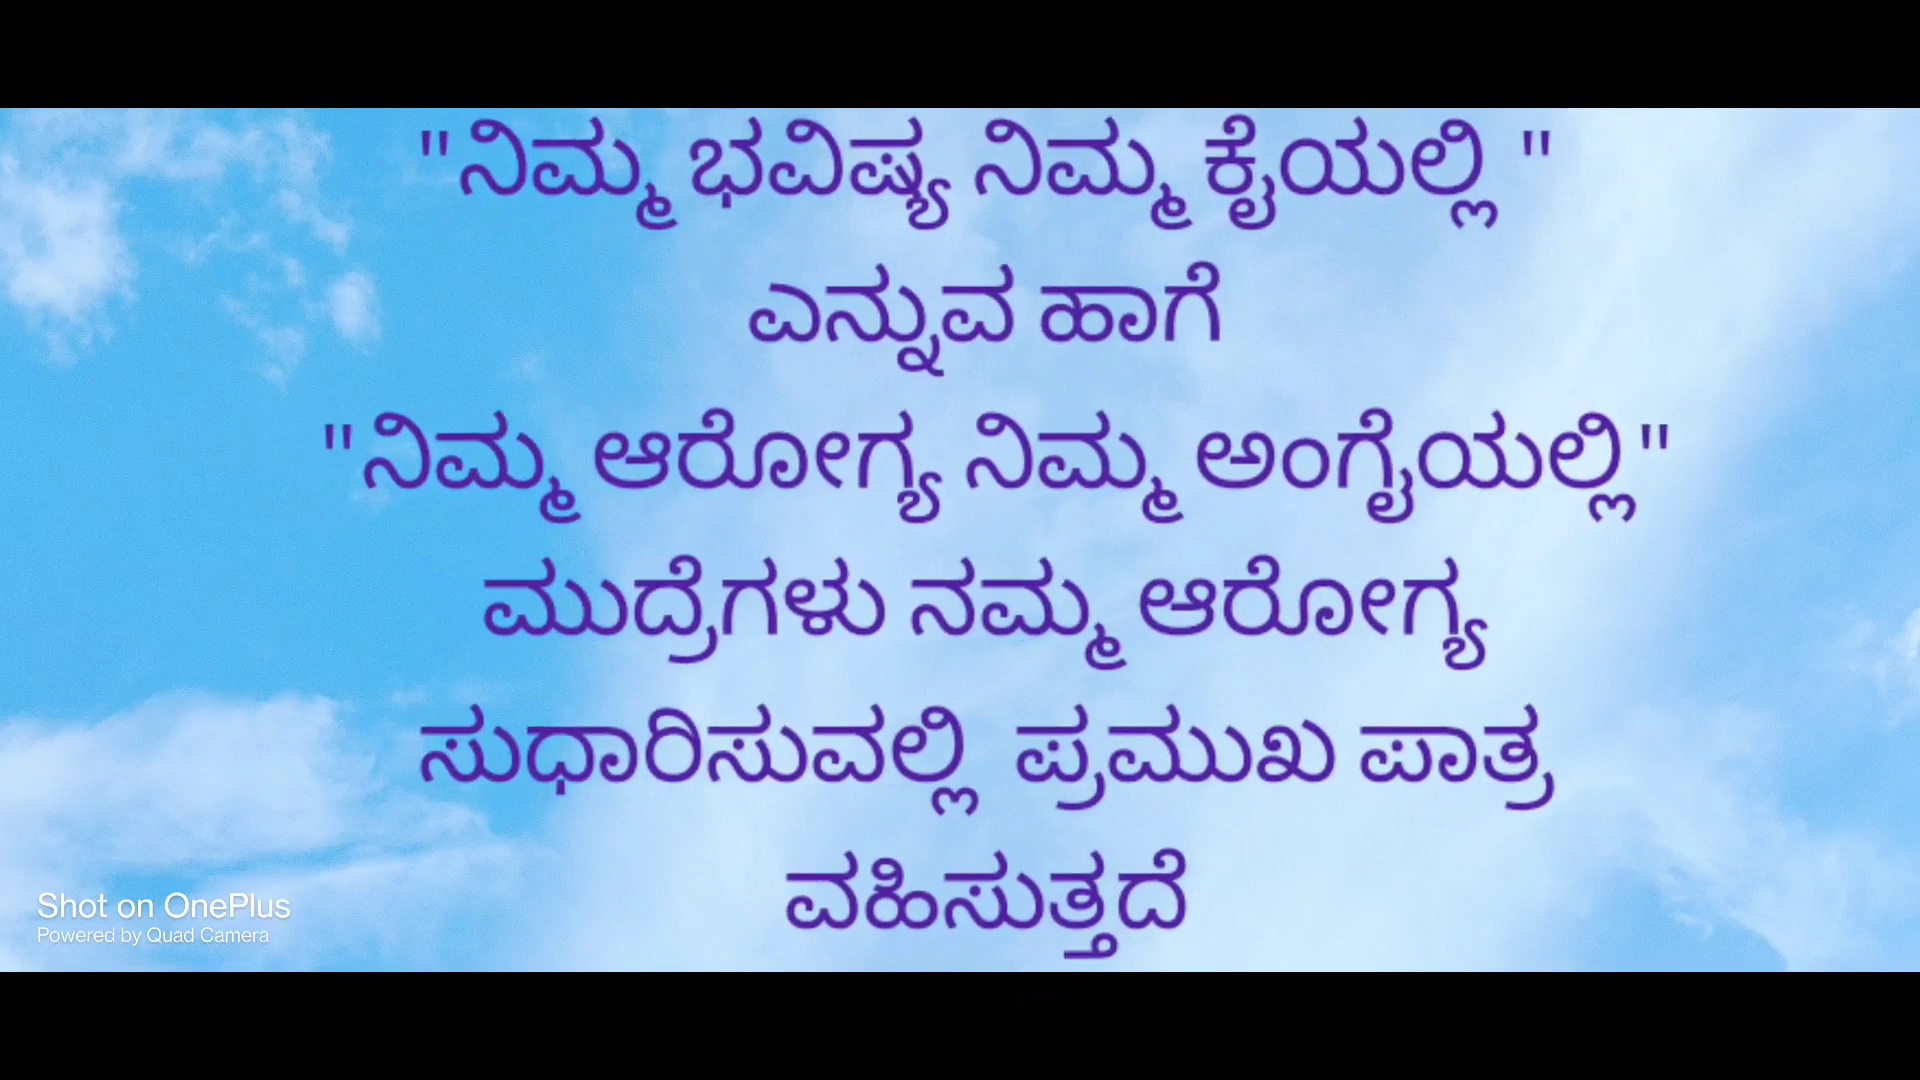 "ನಿಮ್ಮ ಭವಿಷ್ಯ ನಿಮ್ಮ ಕೈಯಲ್ಲಿ "
ಎನ್ನುವ ಹಾಗೆ
"ನಿಮ್ಮ ಆರೋಗ್ಯ ನಿಮ್ಮ ಅಂಗೈಯಲ್ಲಿ"
ಮುದ್ರೆಗಳು ನಮ್ಮ ಆರೋಗ್ಯ
ಸುಧಾರಿಸುವಲ್ಲಿ ಪ್ರಮುಖ ಪಾತ್ರ
ವಹಿಸುತ್ತದೆ
Shot on OnePlus
Powered by Quad Camera